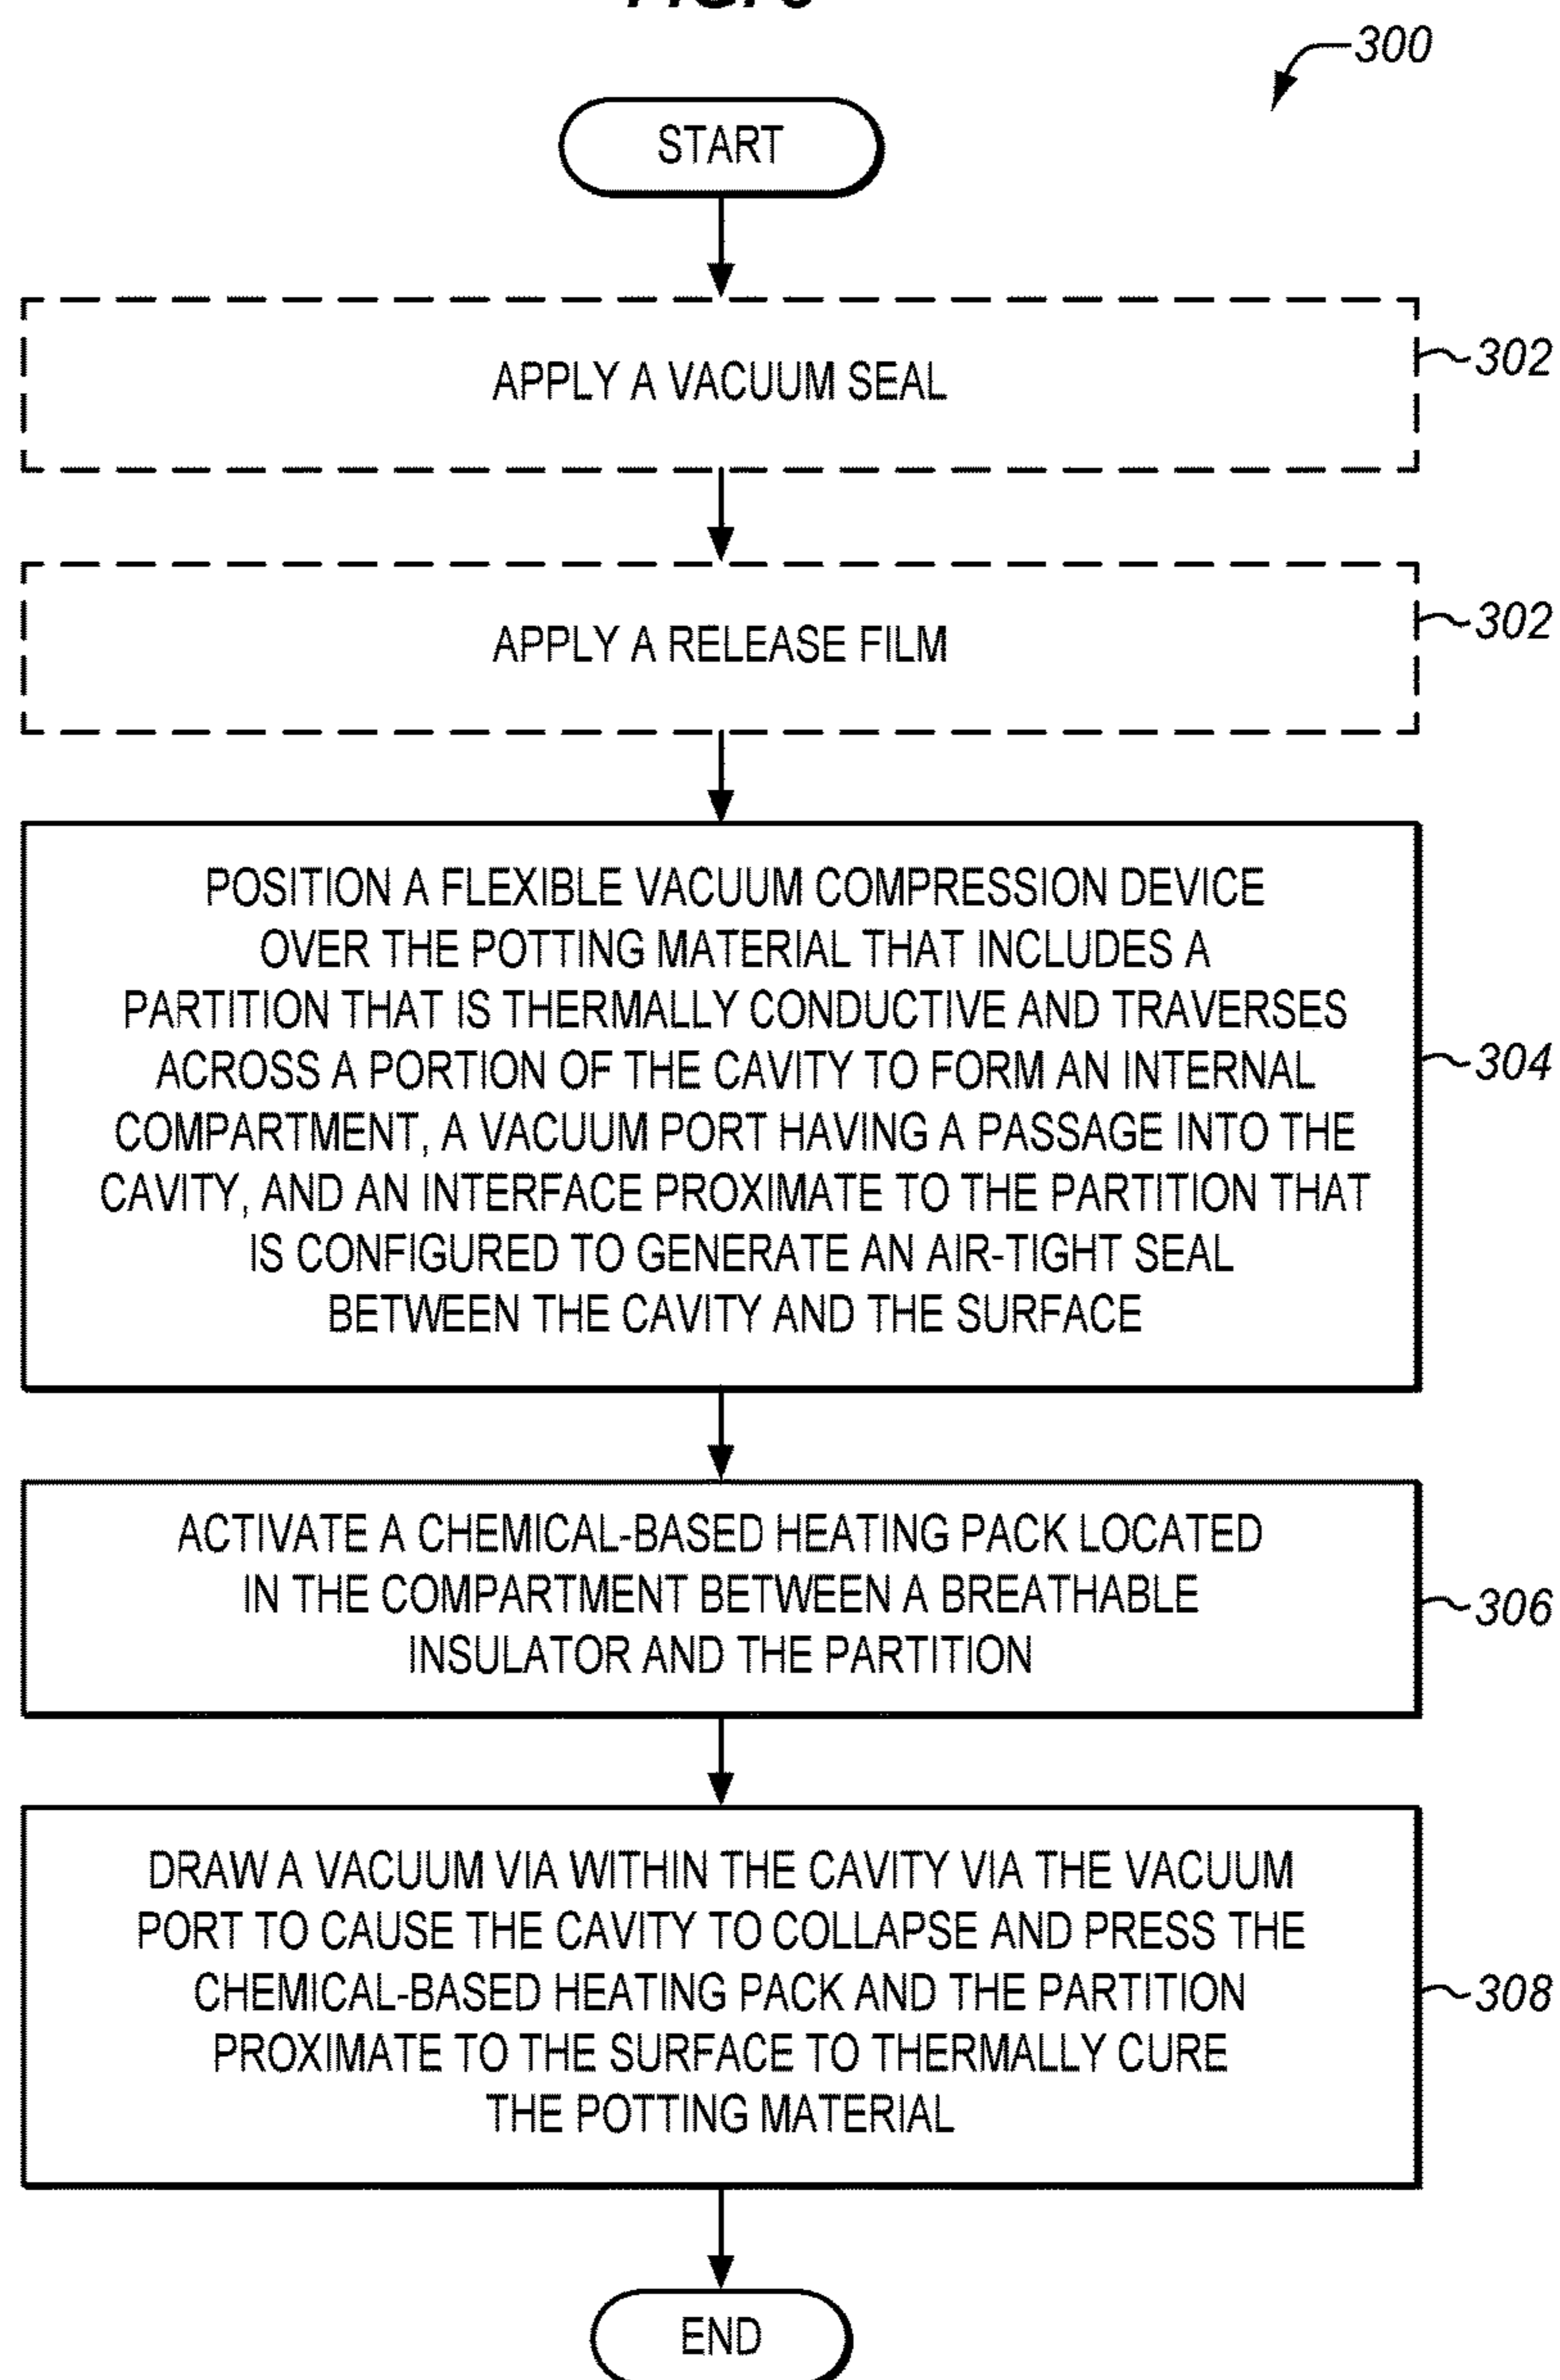 300
START
APPLY A VACUUM SEAL
302
APPLY A RELEASE FILM
302
POSITION A FLEXIBLE VACUUM COMPRESSION DEVICE
OVER THE POTTING MATERIAL THAT INCLUDES A
PARTITION THAT IS THERMALLY CONDUCTIVE AND TRAVERSES
ACROSS A PORTION OF THE CAVITY TO FORM AN INTERNAL
COMPARTMENT, A VACUUM PORT HAVING A PASSAGE INTO THE
CAVITY, AND AN INTERFACE PROXIMATE TO THE PARTITION THAT
IS CONFIGURED TO GENERATE AN AIR-TIGHT SEAL
BETWEEN THE CAVITY AND THE SURFACE
304
ACTIVATE A CHEMICAL-BASED HEATING PACK LOCATED
IN THE COMPARTMENT BETWEEN A BREATHABLE
INSULATOR AND THE PARTITION
306
DRAW A VACUUM VIA WITHIN THE CAVITY VIA THE VACUUM
PORT TO CAUSE THE CAVITY TO COLLAPSE AND PRESS THE
CHEMICAL-BASED HEATING PACK AND THE PARTITION
PROXIMATE TO THE SURFACE TO THERMALLY CURE
THE POTTING MATERIAL
308
END